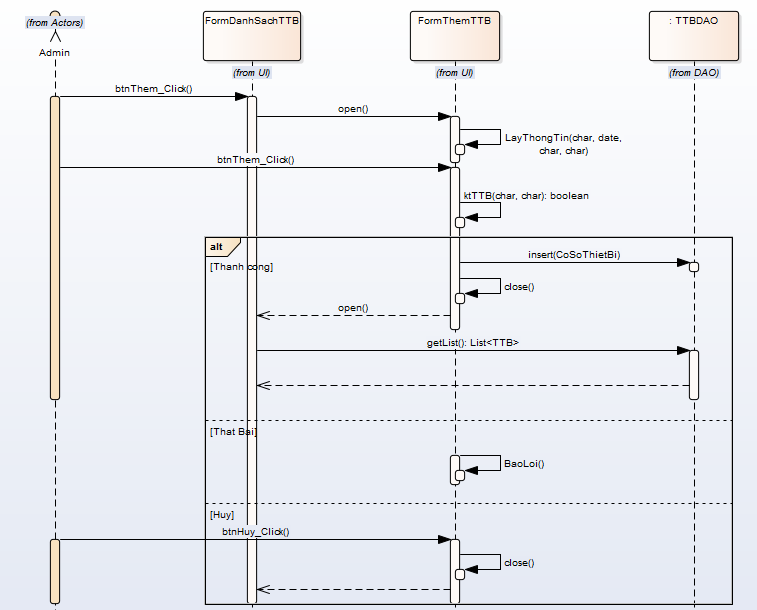 (from Actors)
Admin
FormDanhSachTTB
(from UI)
FormThemTTB
(from UI)
: TTBDAO
(from DAO)
btnThem_Click()
open()
LayThongTin(char, date,
char, char)
btnThem_Click()
ktTTB(char, char): boolean
alt
[Thanh cong]
insert(CoSoThietBi)
close()
open()
getList(): List<TTB>
[That Bai]
BaoLoi()
[Huy]
btnHuy_Click()
close()